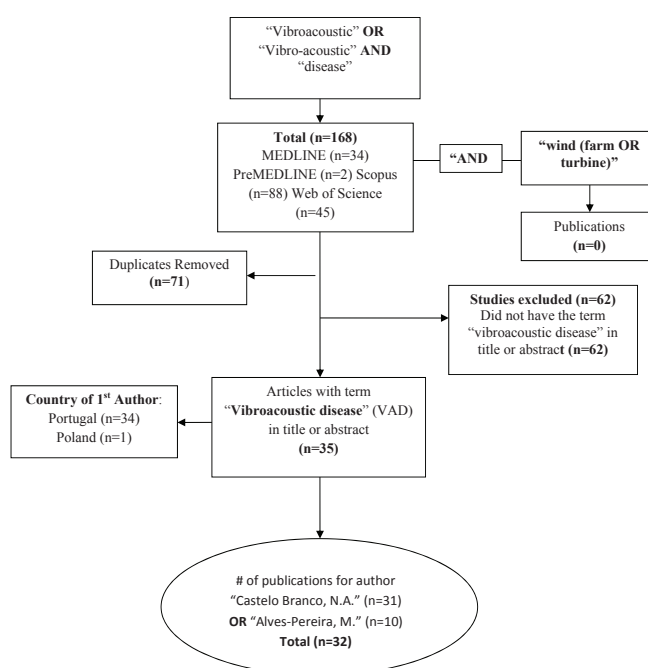 “Vibroacoustic” OR
“Vibro-acoustic” AND
“disease”
Total (n=168)
MEDLINE (n=34)
PreMEDLINE (n=2) Scopus
(n=88) Web of Science
(n=45)
“AND
“wind (farm OR
turbine)”
Publications
(n=0)
Duplicates Removed
(n=71)
Studies excluded (n=62)
Did not have the term
“vibroacoustic disease” in
title or abstract (n=62)
Country of 1st Author:
Portugal (n=34)
Poland (n=1)
Articles with term
“Vibroacoustic disease” (VAD)
in title or abstract
(n=35)
# of publications for author
“Castelo Branco, N.A.” (n=31)
OR “Alves-Pereira, M.” (n=10)
Total (n=32)